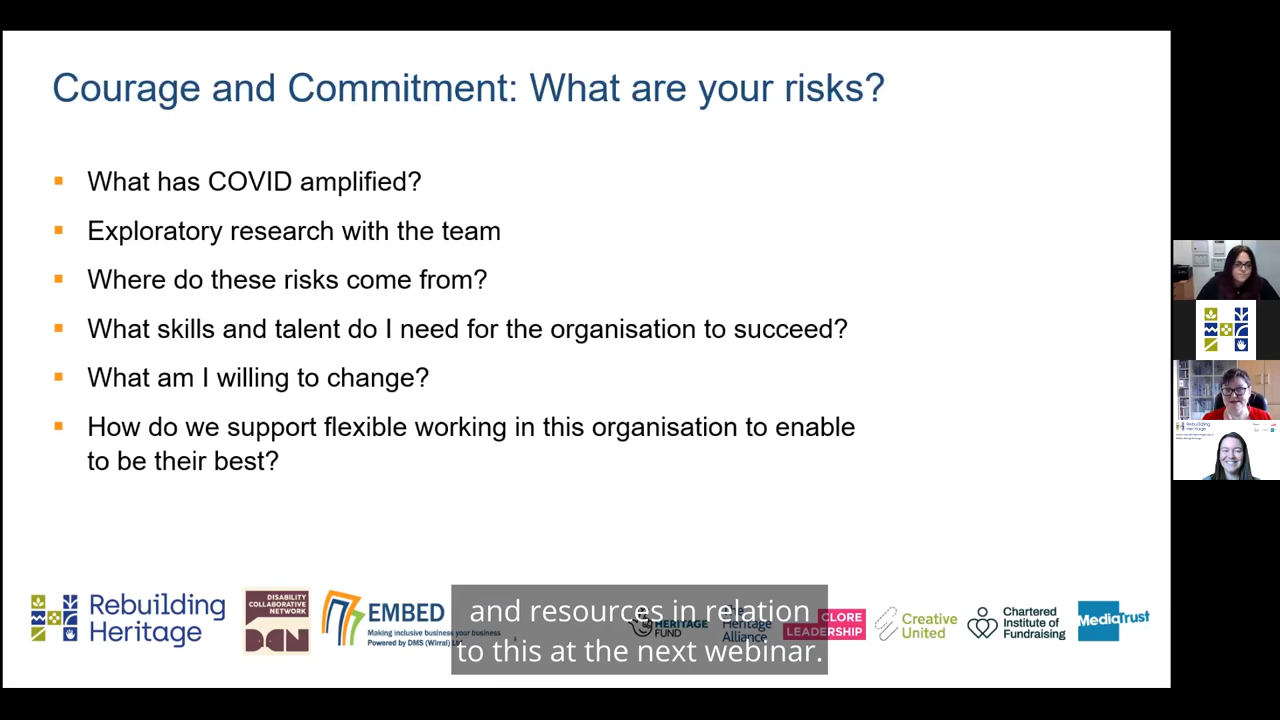 Courage and Commitment: What are your risks?
What has COVID amplified?
Exploratory research with the team
Where do these risks come from?
What skills and talent do I need for the organisation to succeed?
What am I willing to change?
How do we support flexible working in this organisation to enable
to be their best?
Rebuilding
Heritage
DISABILITY
COLLABORATIVE
NETWORK
DCN
EMBED
Making inclusive business your business
Powered by DMS (Wirral)
and resources in relation
to this at the next webinar.
HERITAGE
FUND
Heritage
Alliance
CLORE
LEADERSHIP
Creative
United
Chartered
Institute of
Fundraising
MediaTrust
Rebuilding
Heritage